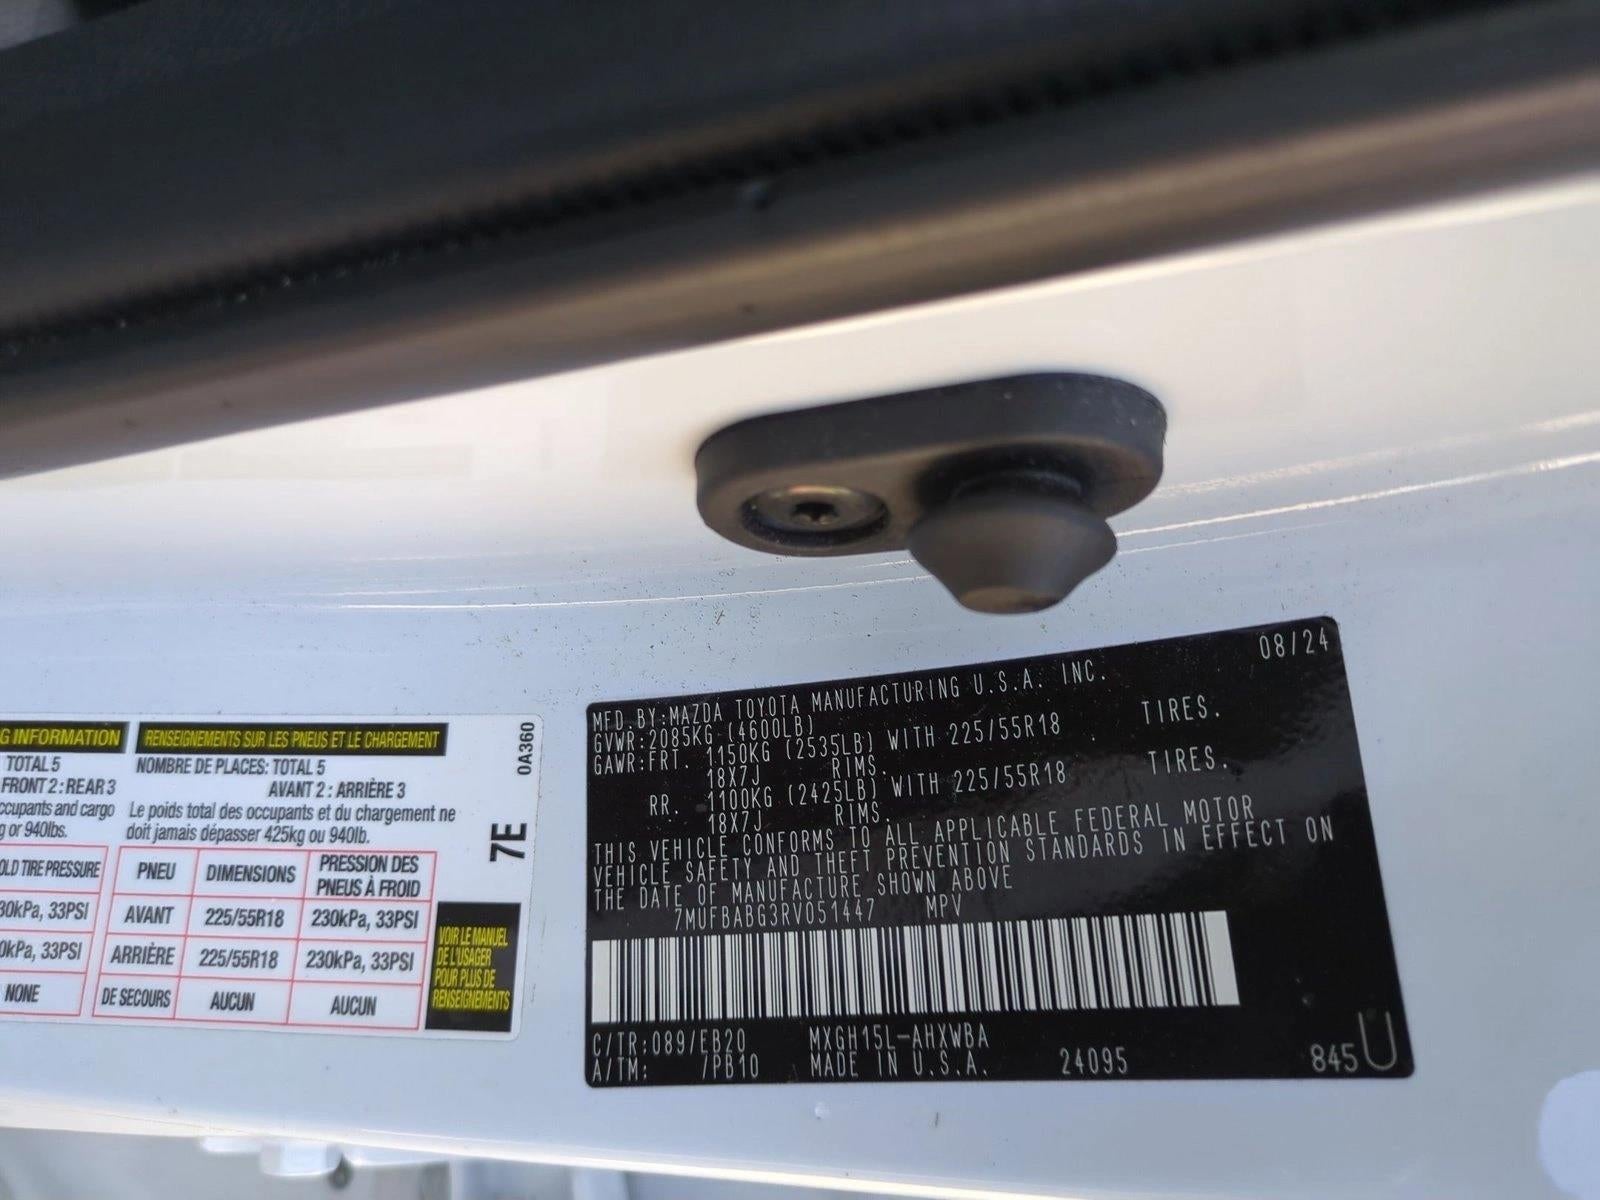 G INFORMATION
TOTAL 5
FRONT 2 : REAR 3
ccupants and cargo
g or 940lbs.
OLD TIRE PRESSURE
30kPa, 33PSI
0kPa, 33PSI
NONE
RENSEIGNEMENTS SUR LES PNEUS ET LE CHARGEMENT
NOMBRE DE PLACES: TOTAL 5
AVANT 2 : ARRIÈRE 3
Le poids total des occupants et du chargement ne
doit jamais dépasser 425kg ou 940lb.
PNEU DIMENSIONS PRESSION DES PNEUS À FROID
AVANT 225/55R18 230kPa, 33PSI
ARRIÈRE 225/55R18 230kPa, 33PSI
DE SECOURS AUCUN AUCUN
0A360
7E
VOIR LE MANUEL
DE L'USAGER
POUR PLUS DE
RENSEIGNEMENTS
08/24
MFD.BY:MAZDA TOYOTA MANUFACTURING U.S.A. INC.
GVWR:2085KG (4600LB)
GAWR:FRT. 1150KG (2535LB) WITH 225/55R18 TIRES.
18X7J RIMS.
RR. 1100KG (2425LB) WITH 225/55R18 TIRES.
18X7J RIMS.
THIS VEHICLE CONFORMS TO ALL APPLICABLE FEDERAL MOTOR
VEHICLE SAFETY AND THEFT PREVENTION STANDARDS IN EFFECT ON
THE DATE OF MANUFACTURE SHOWN ABOVE
7MUFBABG3RV051447 MPV
C/TR:089/EB20 MXGH15L-AHXWBA
A/TM: /PB10 MADE IN U.S.A. 24095 845U